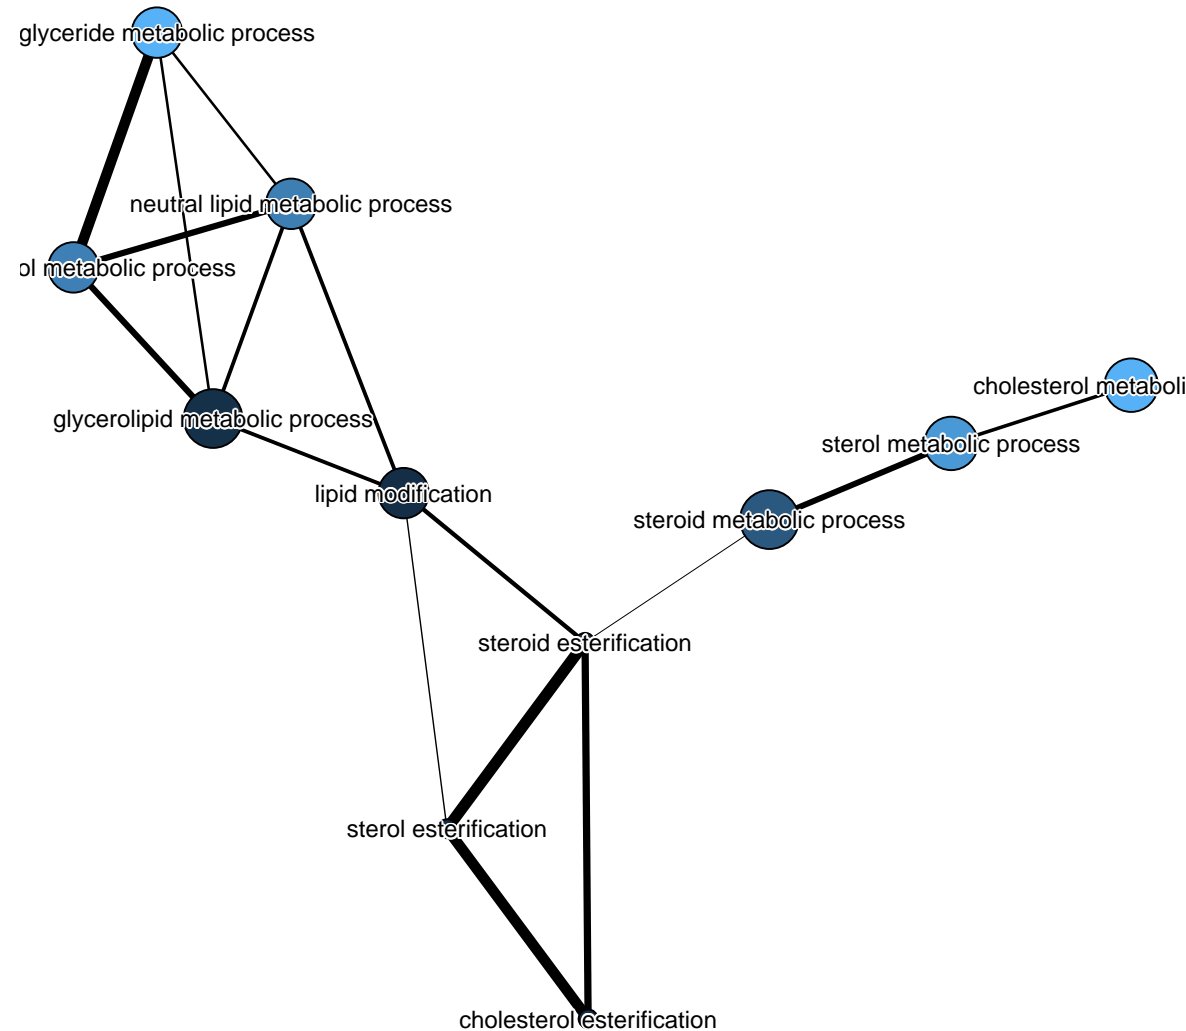 glyceride metabolic process
neutral lipid metabolic process
ol metabolic process
cholesterol metaboli
glycerolipid metabolic process
sterol metabolic process
lipid modification
steroid metabolic process
steroid esterification
sterol esterification
cholesterol esterification